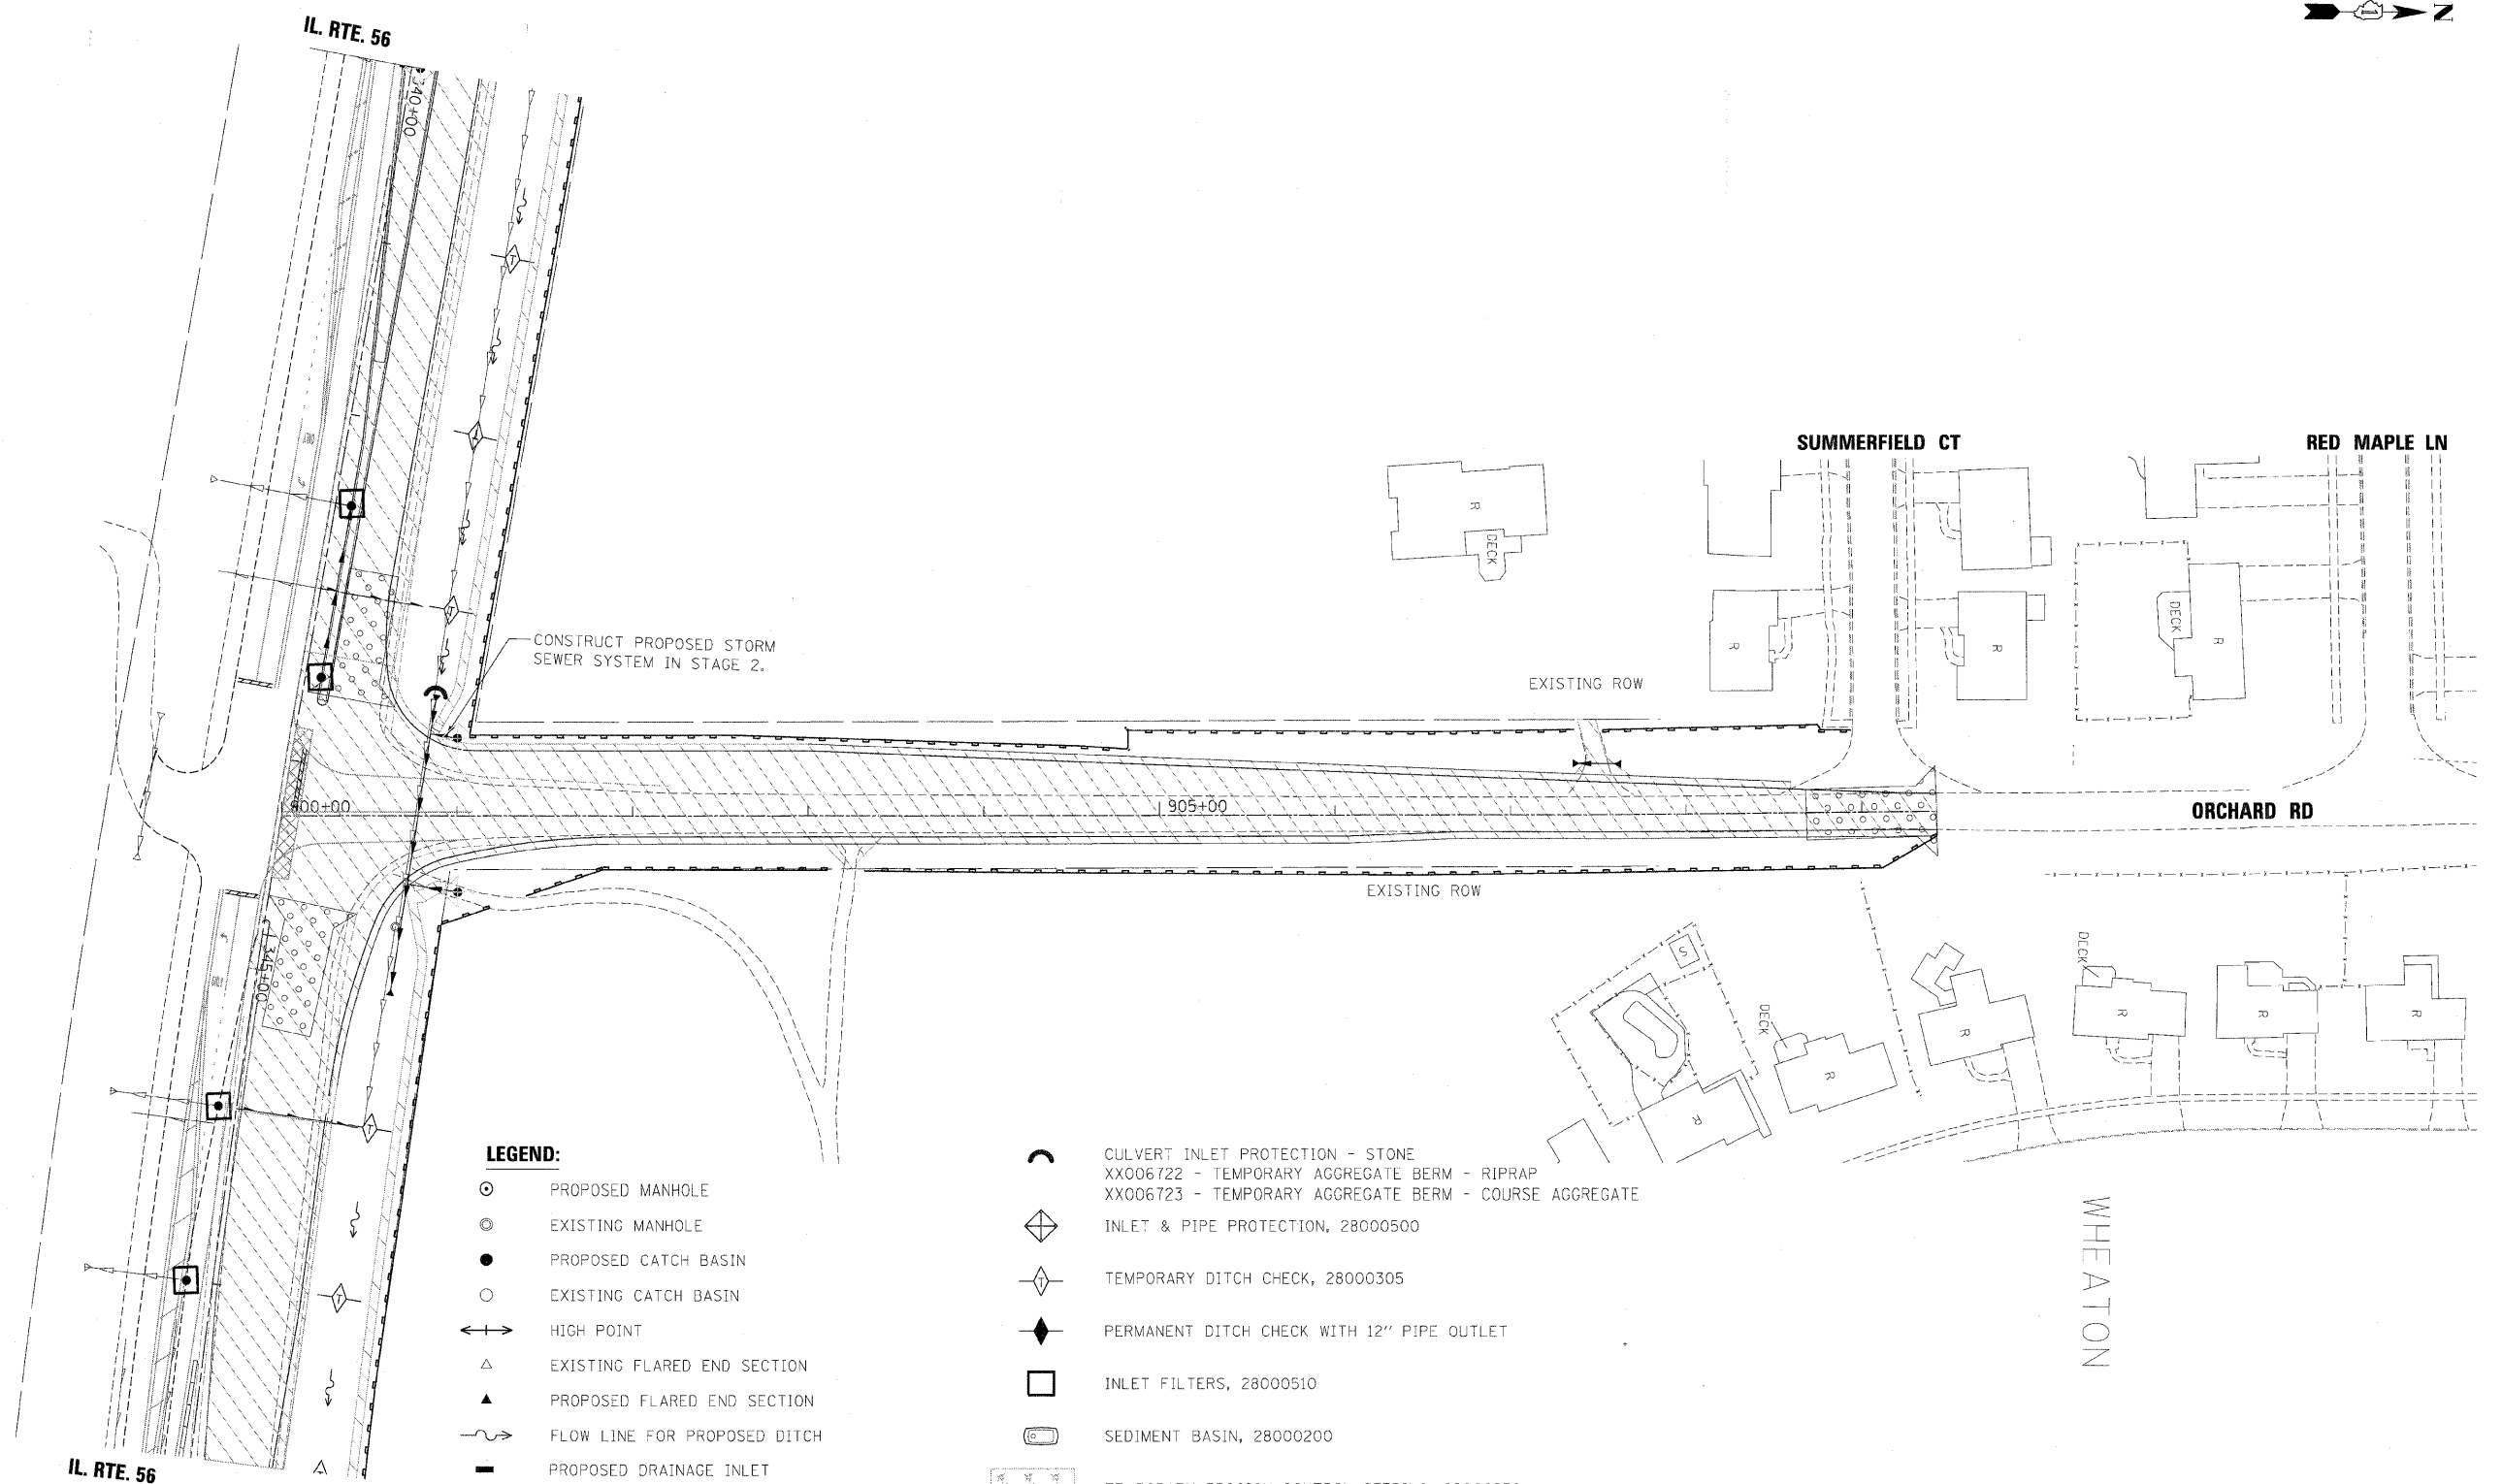 IL. RTE. 56
N
340+00
SUMMERFIELD CT
RED MAPLE LN
R
DECK
R
R
DECK
R
CONSTRUCT PROPOSED STORM
SEWER SYSTEM IN STAGE 2.
EXISTING ROW
900+00
905+00
ORCHARD RD
EXISTING ROW
345+00
S
DECK
DECK
R
R
R
R
R
R
WHEATON
LEGEND:
PROPOSED MANHOLE
EXISTING MANHOLE
PROPOSED CATCH BASIN
EXISTING CATCH BASIN
HIGH POINT
EXISTING FLARED END SECTION
PROPOSED FLARED END SECTION
FLOW LINE FOR PROPOSED DITCH
PROPOSED DRAINAGE INLET
CULVERT INLET PROTECTION - STONE
XX006722 - TEMPORARY AGGREGATE BERM - RIPRAP
XX006723 - TEMPORARY AGGREGATE BERM - COURSE AGGREGATE
INLET & PIPE PROTECTION, 28000500
T TEMPORARY DITCH CHECK, 28000305
PERMANENT DITCH CHECK WITH 12" PIPE OUTLET
INLET FILTERS, 28000510
SEDIMENT BASIN, 28000200
IL. RTE. 56